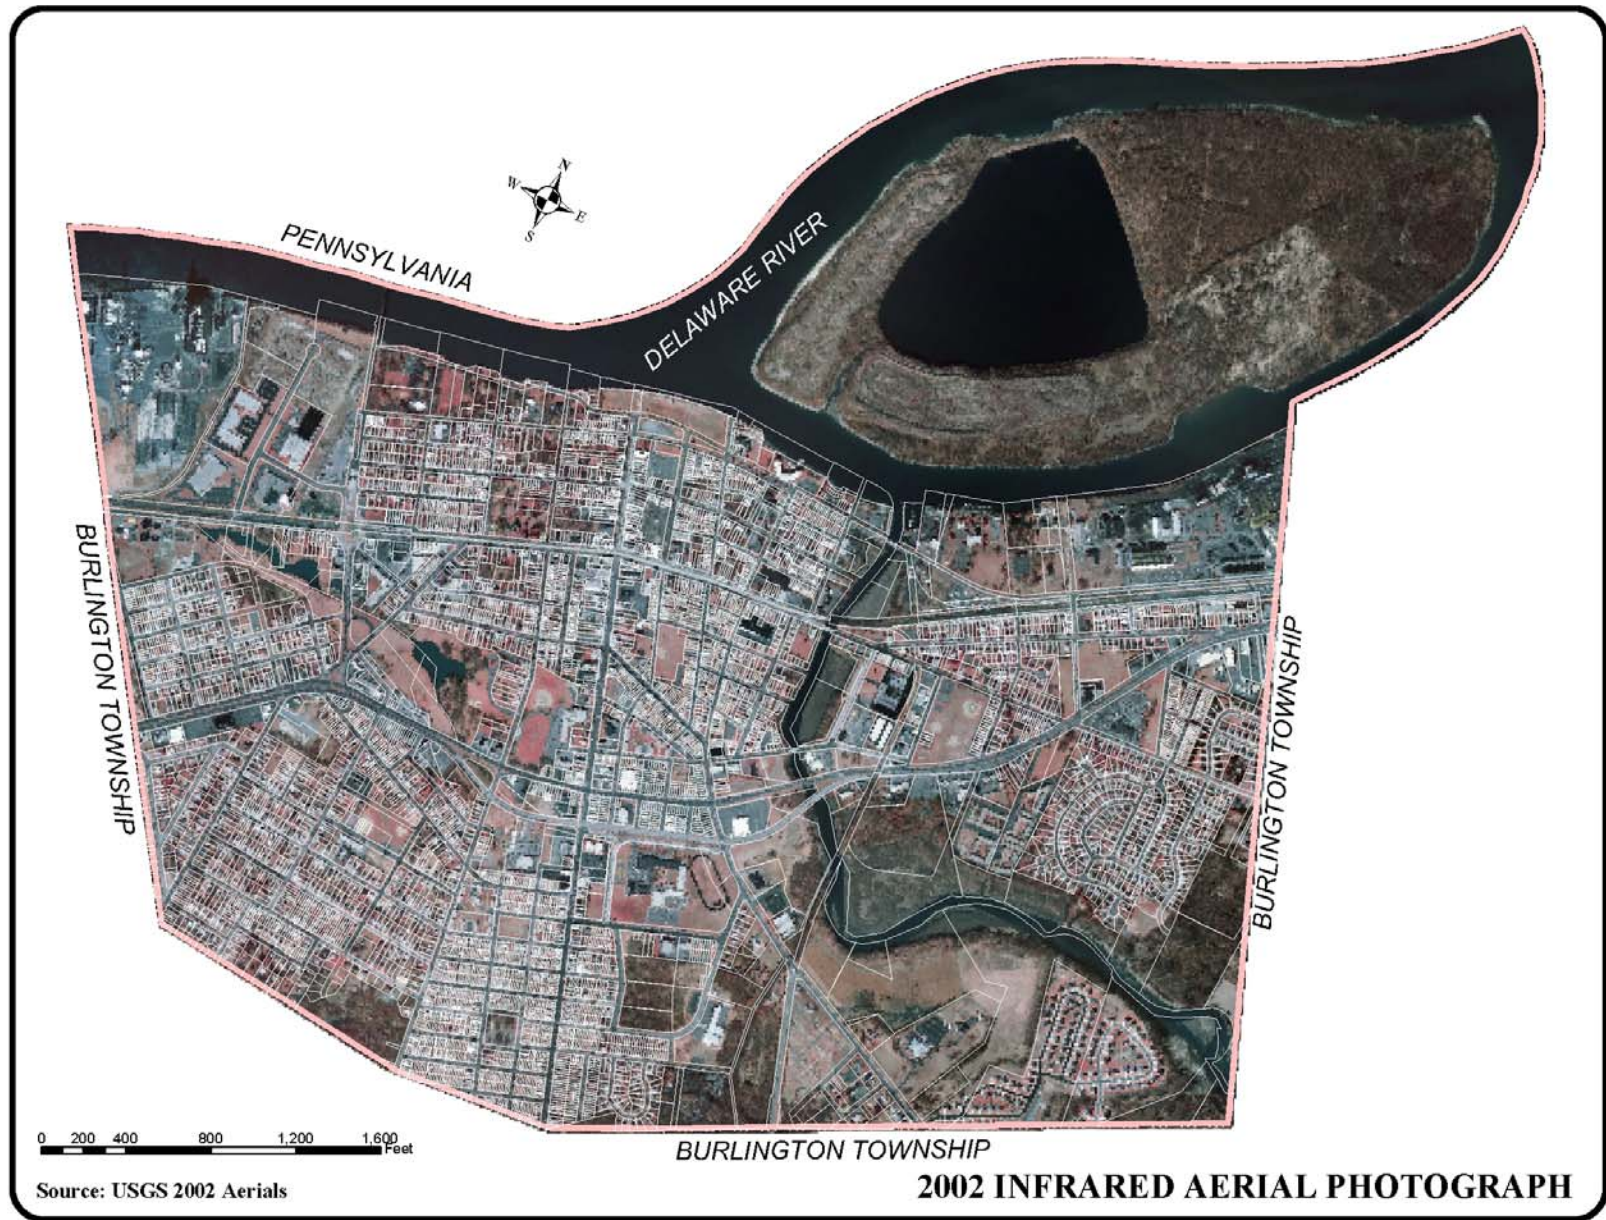 N
W
E
S
PENNSYLVANIA
DELAWARE RIVER
BURLINGTON TOWNSHIP
BURLINGTON TOWNSHIP
0 200 400 800 1,200 1,600
Feet
BURLINGTON TOWNSHIP
Source: USGS 2002 Aerials
2002 INFRARED AERIAL PHOTOGRAPH